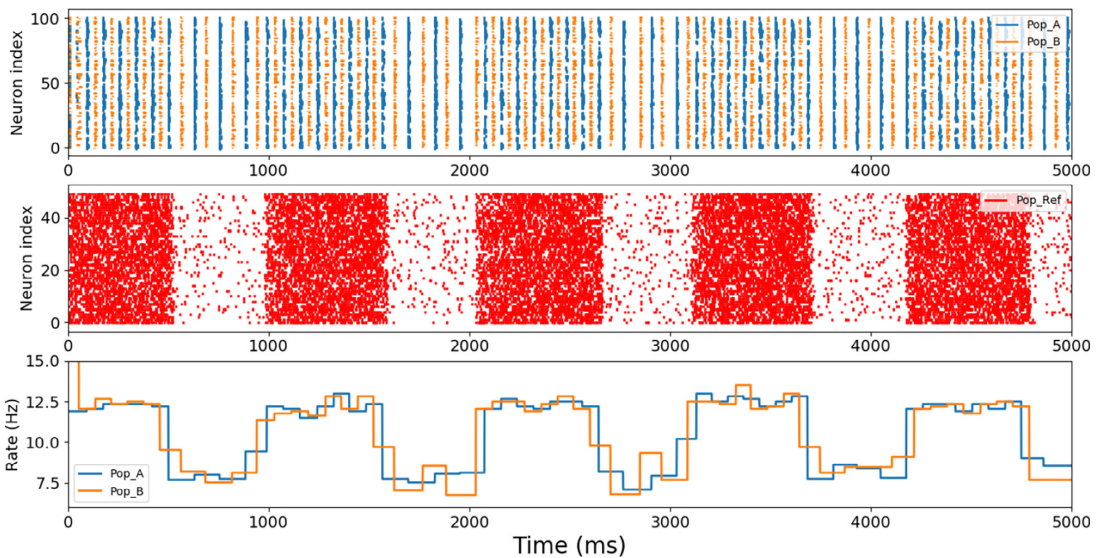 100
50
0
Neuron index
Pop_A
Pop_B
0 1000 2000 3000 4000 5000
40
20
0
Neuron index
Pop_Ref
0 1000 2000 3000 4000 5000
15.0
12.5
10.0
7.5
Rate (Hz)
Pop_A
Pop_B
0 1000 2000 3000 4000 5000
Time (ms)